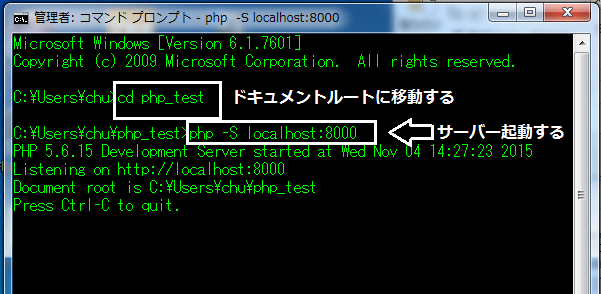 管理者: コマンド プロンプト - php -S localhost:8000
Microsoft Windows [Version 6.1.7601]
Copyright (c) 2009 Microsoft Corporation.  All rights reserved.
C:¥Users¥chu>cd php_test ドキュメントルートに移動する
C:¥Users¥chu¥php_test>php -S localhost:8000 サーバー起動する
PHP 5.6.15 Development Server started at Wed Nov 04 14:27:23 2015
Listening on http://localhost:8000
Document root is C:¥Users¥chu¥php_test
Press Ctrl-C to quit.